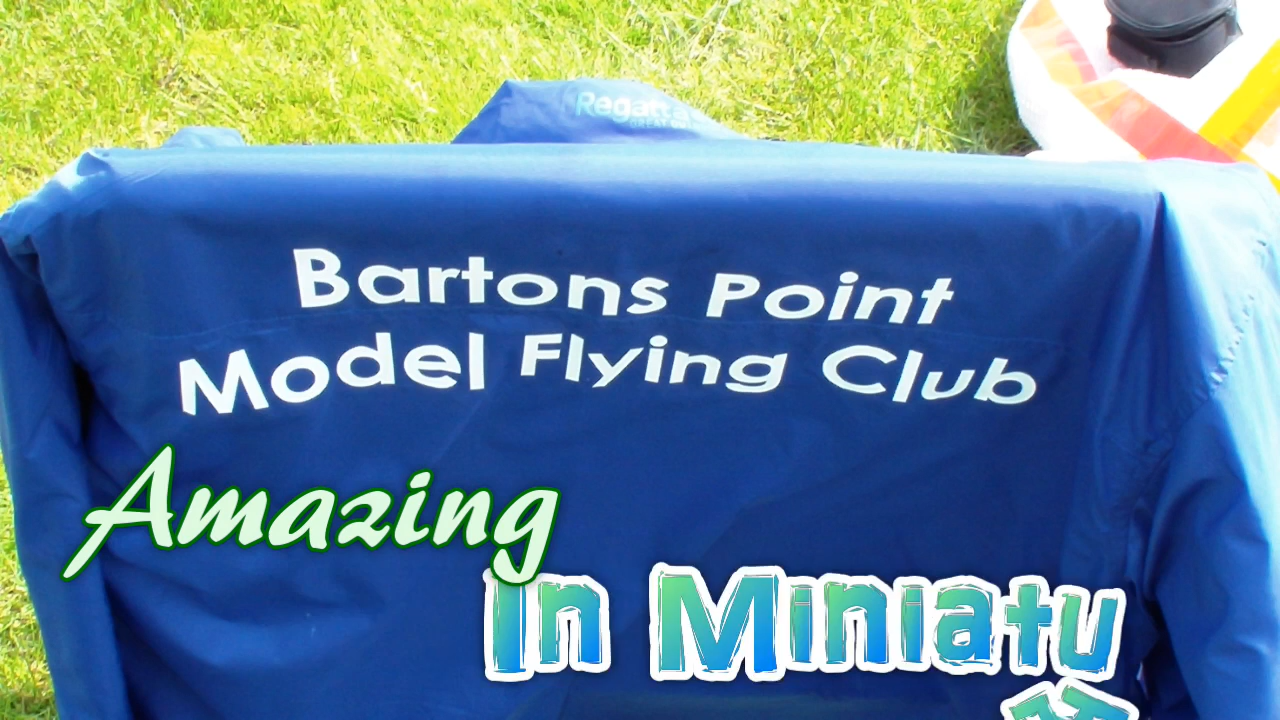 Regatta
Bartons Point
Model Flying Club
Amazing
In Miniatu